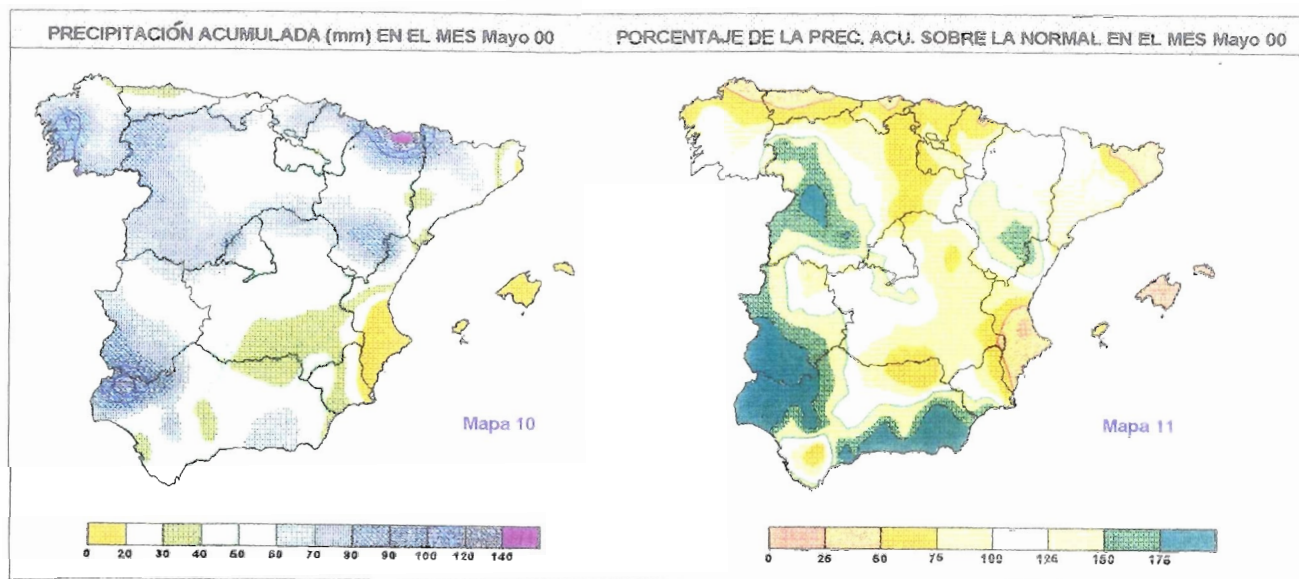 PRECIPITACIÓN ACUMULADA (mm) EN EL MES Mayo 00
PORCENTAJE DE LA PREC. ACU. SOBRE LA NORMAL EN EL MES Mayo 00
Mapa 10
Mapa 11
0 20 30 40 50 60 70 80 90 100 120 140
0 25 50 75 100 125 150 175